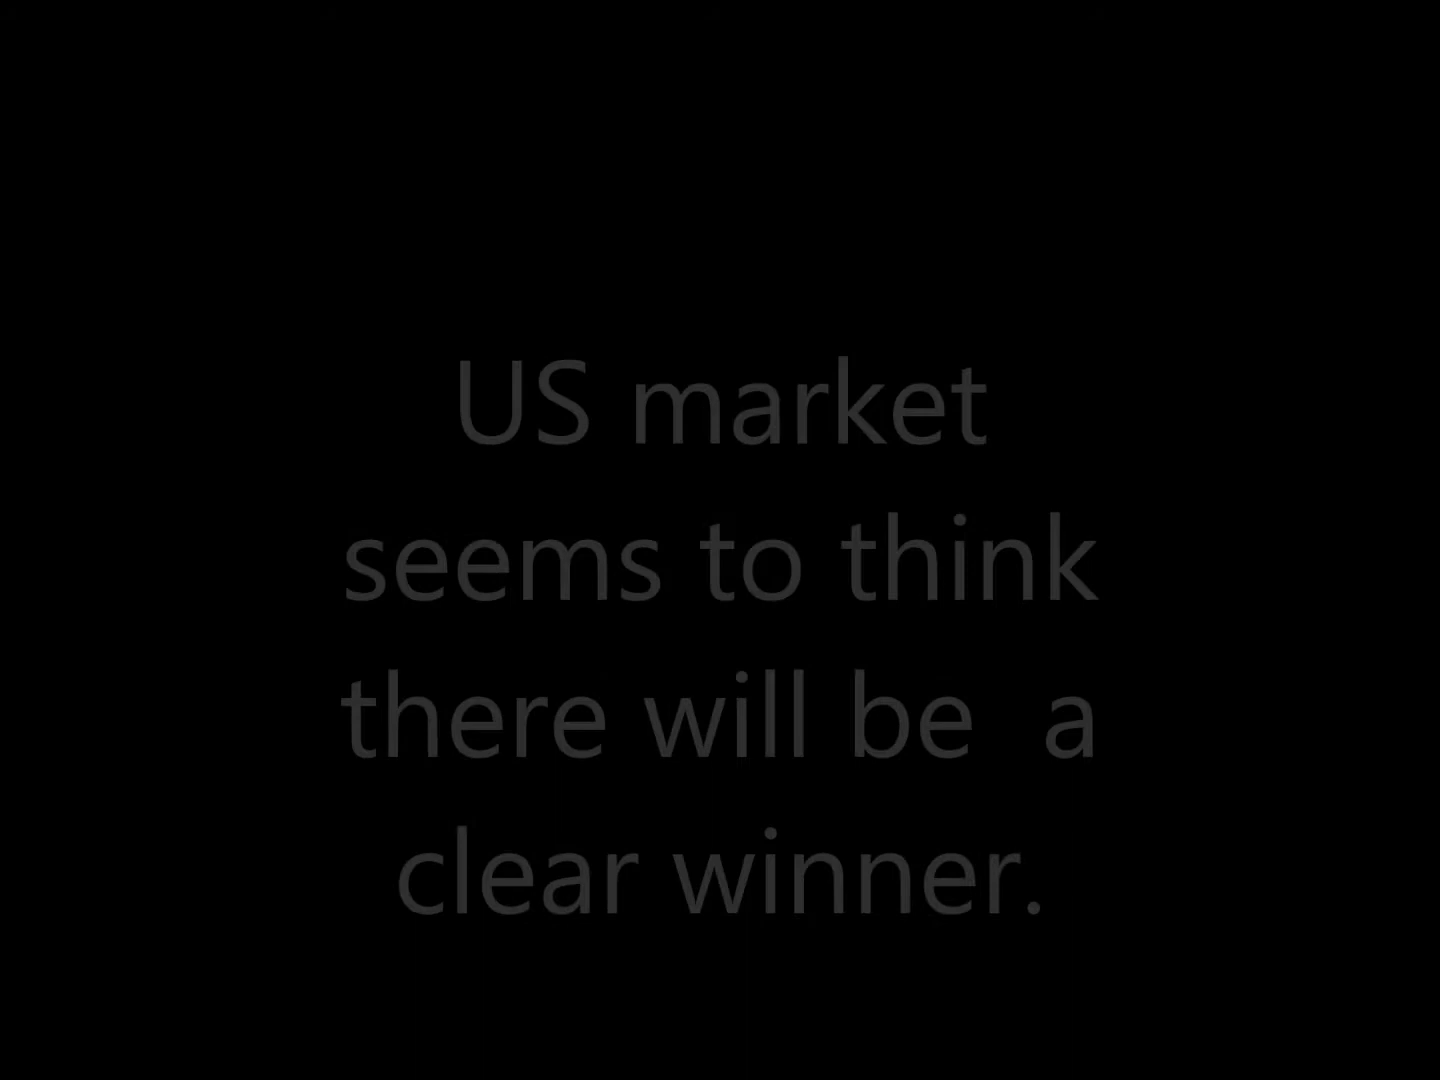 US market
seems to think
there will be  a
clear winner.